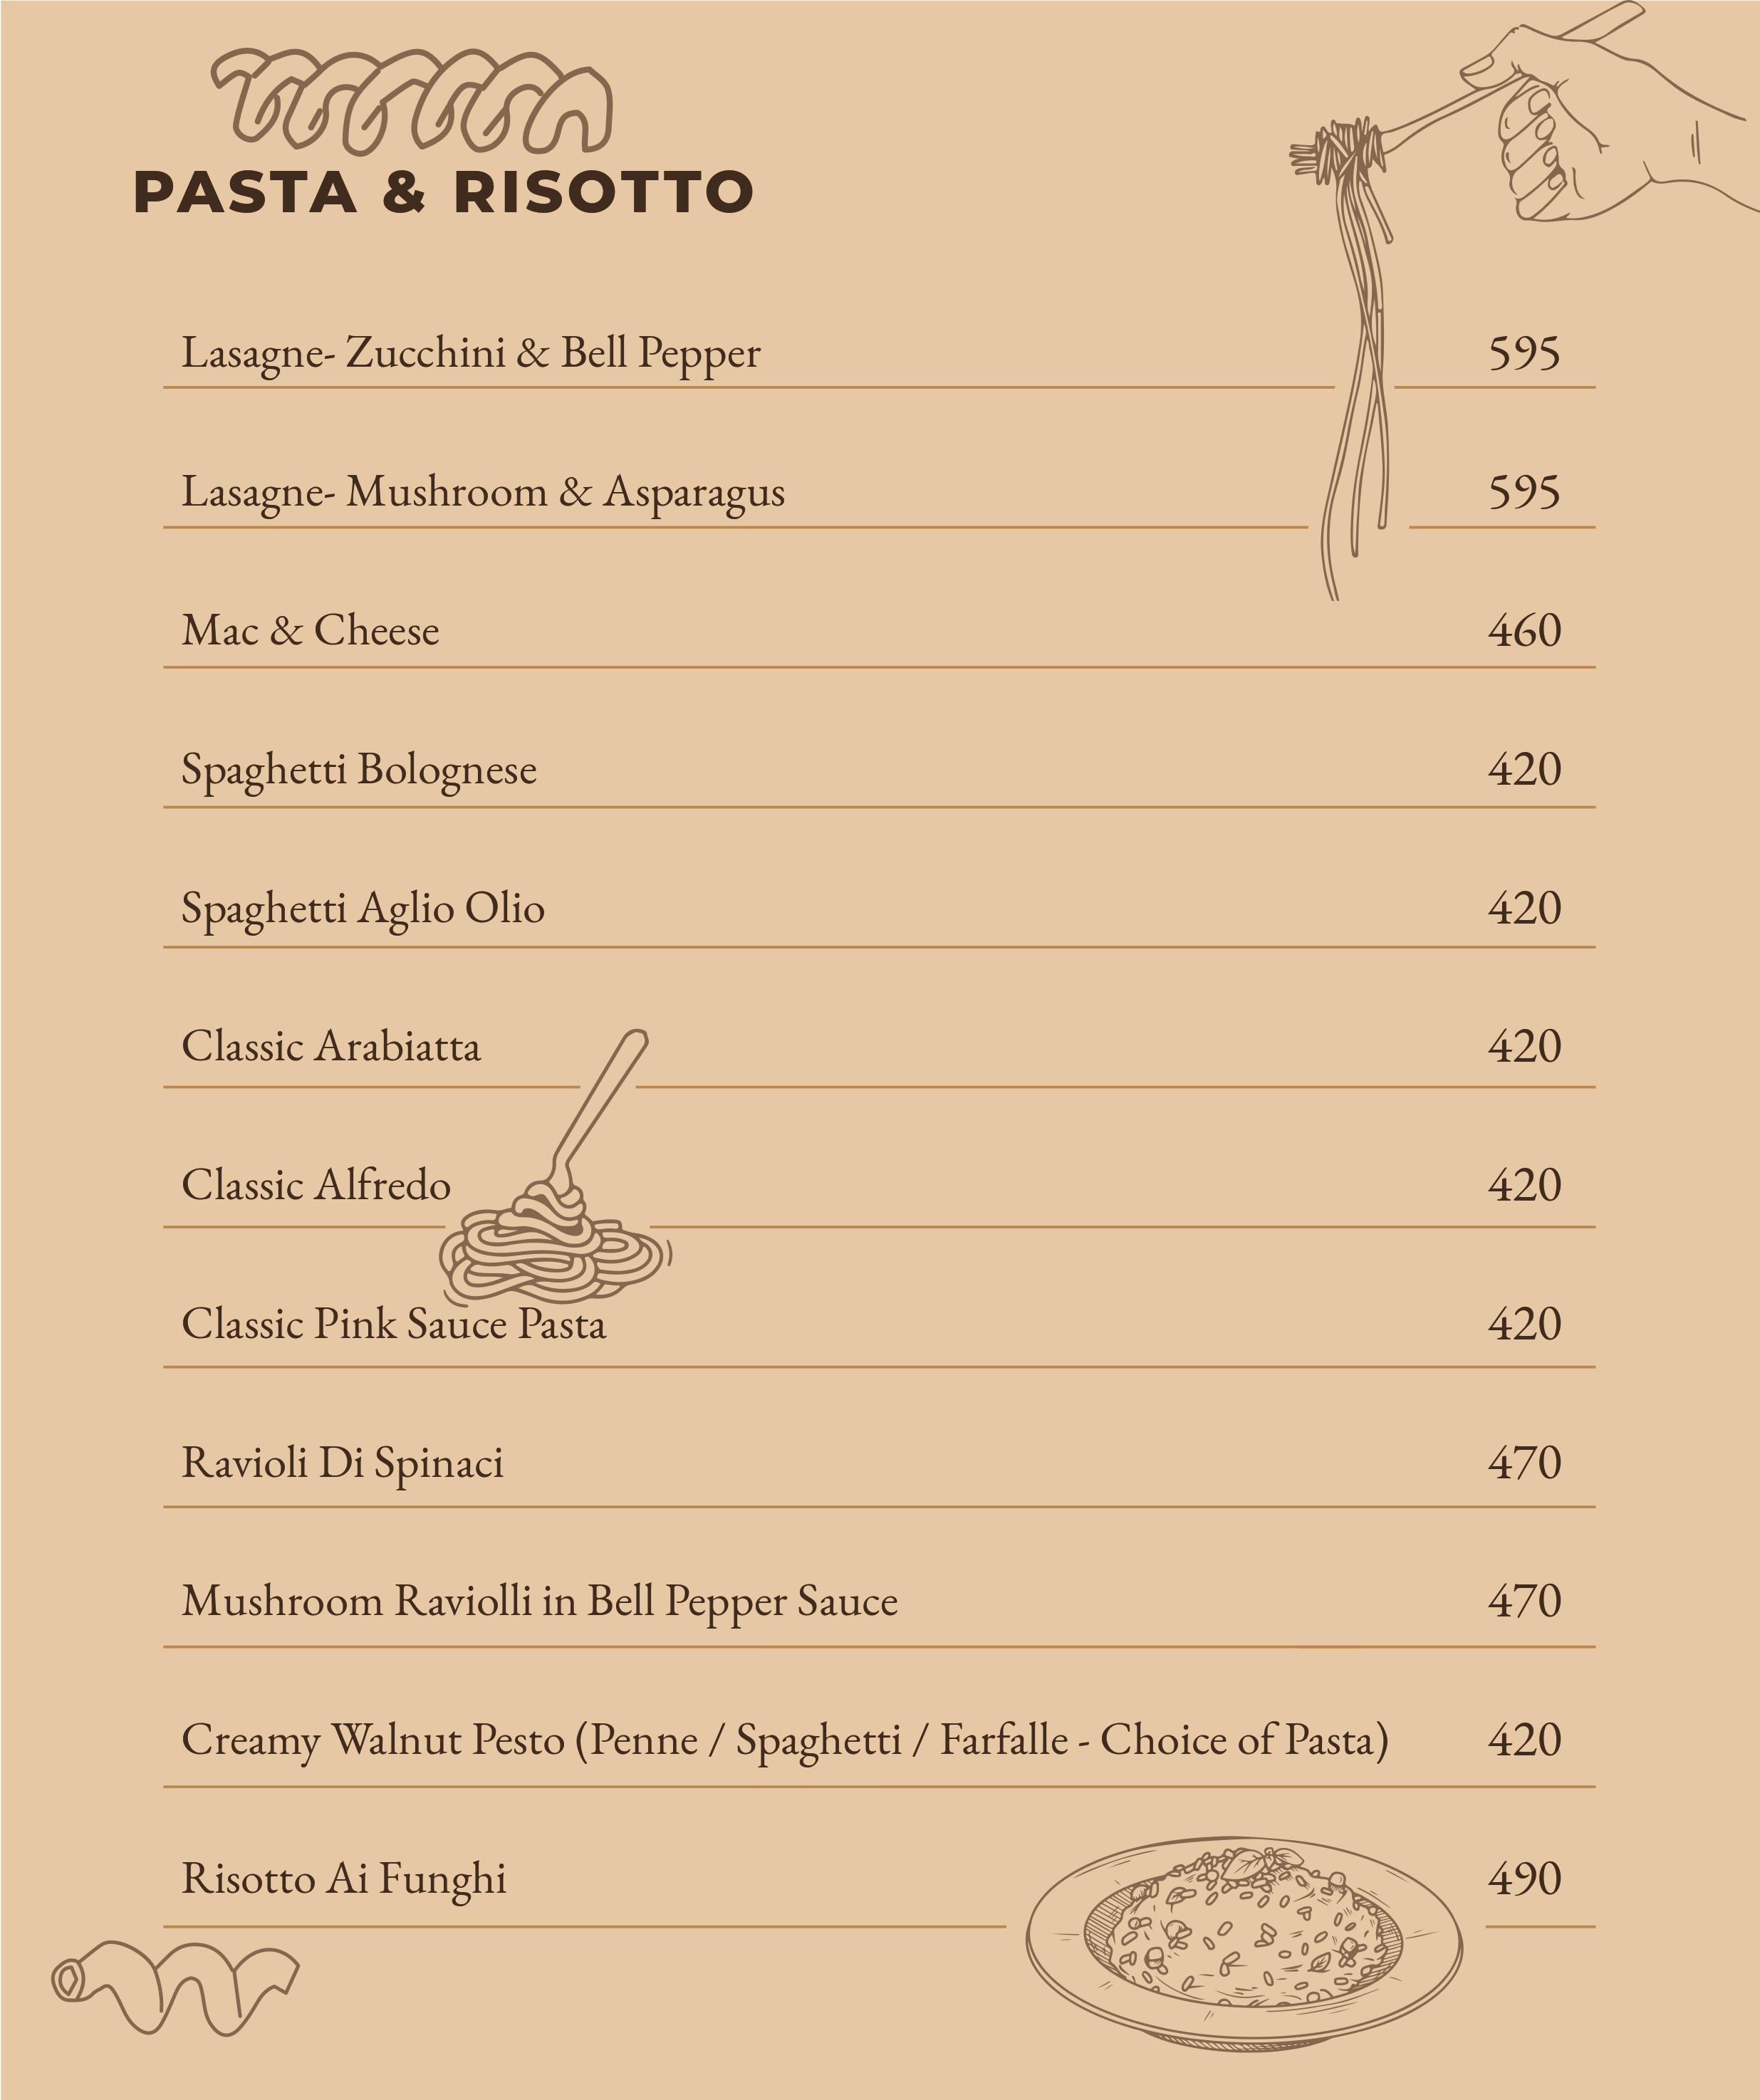 PASTA & RISOTTO
Lasagne- Zucchini & Bell Pepper 595
Lasagne- Mushroom & Asparagus 595
Mac & Cheese 460
Spaghetti Bolognese 420
Spaghetti Aglio Olio 420
Classic Arabiatta 420
Classic Alfredo 420
Classic Pink Sauce Pasta 420
Ravioli Di Spinaci 470
Mushroom Raviolli in Bell Pepper Sauce 470
Creamy Walnut Pesto (Penne / Spaghetti / Farfalle - Choice of Pasta) 420
Risotto Ai Funghi 490